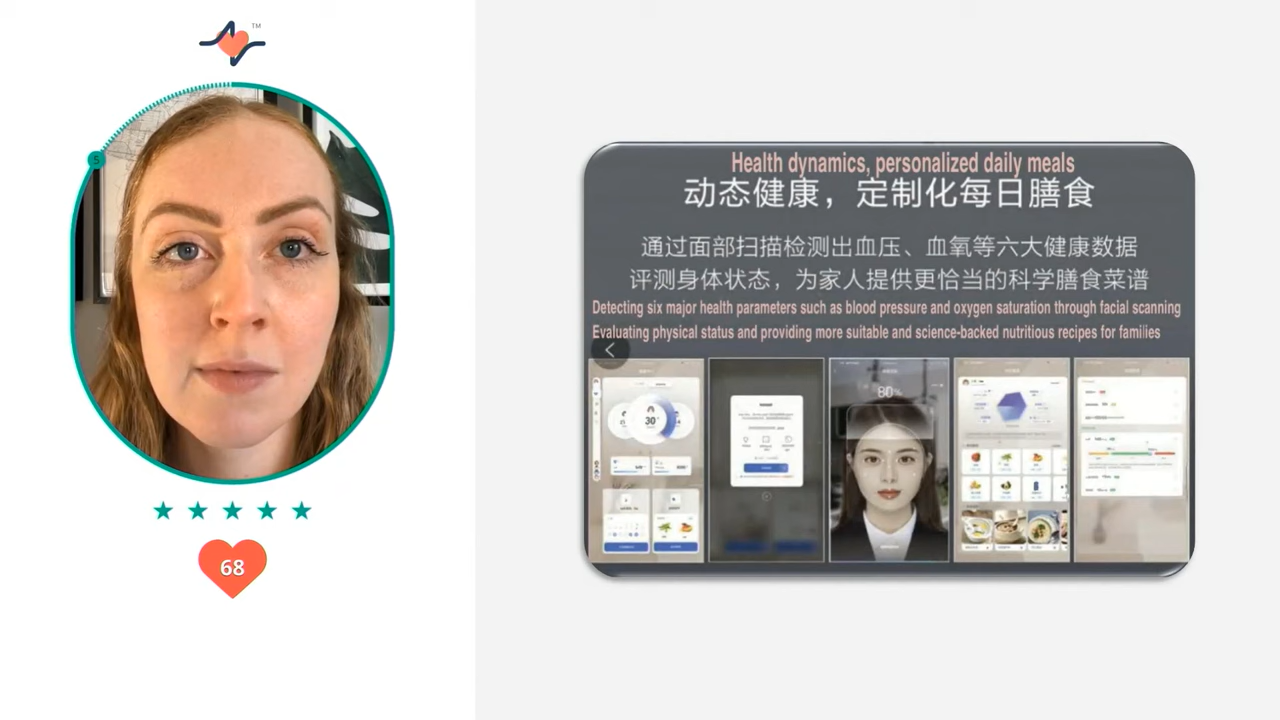 TM
5
68
Health dynamics, personalized daily meals
动态健康，定制化每日膳食
通过面部扫描检测出血压、血氧等六大健康数据
评测身体状态，为家人提供更恰当的科学膳食菜谱
Detecting six major health parameters such as blood pressure and oxygen saturation through facial scanning
Evaluating physical status and providing more suitable and science-backed nutritious recipes for families
30
80%